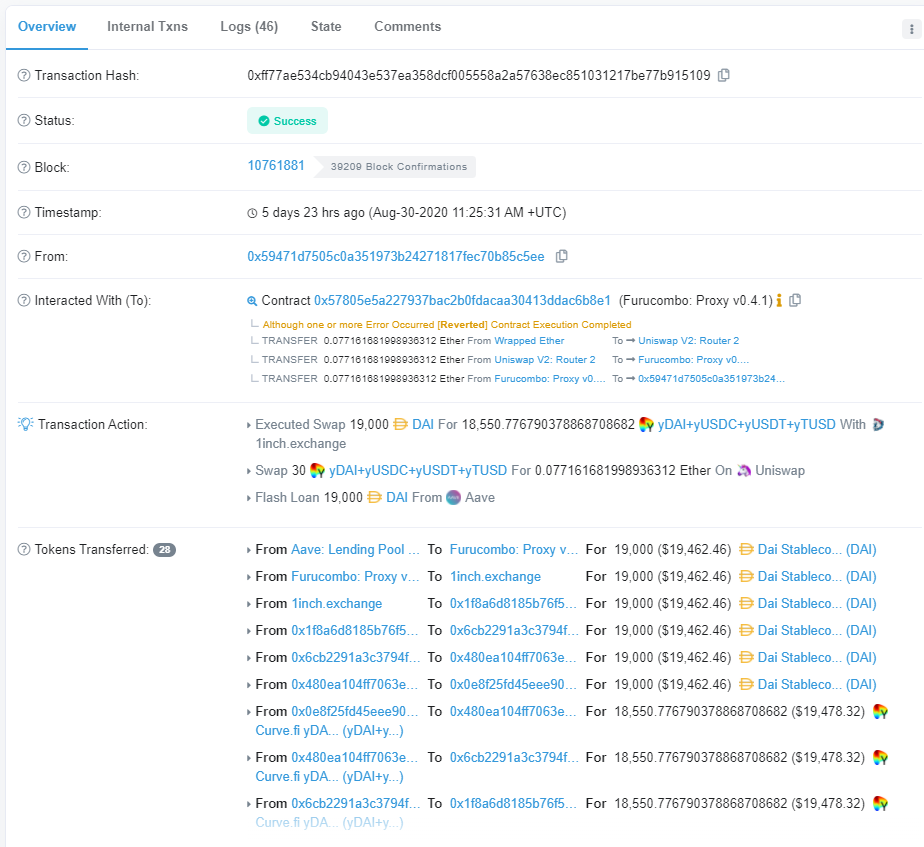 Overview Internal Txns Logs (46) State Comments
Transaction Hash: 0xff77ae534cb94043e537ea358dcf005558a2a57638ec851031217be77b915109
Status: Success
Block: 10761881 39209 Block Confirmations
Timestamp: 5 days 23 hrs ago (Aug-30-2020 11:25:31 AM +UTC)
From: 0x59471d7505c0a351973b24271817fec70b85c5ee
Interacted With (To): Contract 0x57805e5a227937bac2b0fdacaa30413ddac6b8e1 (Furucombo: Proxy v0.4.1)
Although one or more Error Occurred [Reverted] Contract Execution Completed
TRANSFER 0.077161681998936312 Ether From Wrapped Ether To → Uniswap V2: Router 2
TRANSFER 0.077161681998936312 Ether From Uniswap V2: Router 2 To → Furucombo: Proxy v0....
TRANSFER 0.077161681998936312 Ether From Furucombo: Proxy v0.... To → 0x59471d7505c0a351973b24...
Transaction Action: Executed Swap 19,000 DAI For 18,550.776790378868708682 yDAI+yUSDC+yUSDT+yTUSD With
1inch.exchange
Swap 30 yDAI+yUSDC+yUSDT+yTUSD For 0.077161681998936312 Ether On Uniswap
Flash Loan 19,000 DAI From Aave
Tokens Transferred: 28 From Aave: Lending Pool ... To Furucombo: Proxy v... For 19,000 ($19,462.46) Dai Stableco... (DAI)
From Furucombo: Proxy v... To 1inch.exchange For 19,000 ($19,462.46) Dai Stableco... (DAI)
From 1inch.exchange To 0x1f8a6d8185b76f5... For 19,000 ($19,462.46) Dai Stableco... (DAI)
From 0x1f8a6d8185b76f5... To 0x6cb2291a3c3794f... For 19,000 ($19,462.46) Dai Stableco... (DAI)
From 0x6cb2291a3c3794f... To 0x480ea104ff7063e... For 19,000 ($19,462.46) Dai Stableco... (DAI)
From 0x480ea104ff7063e... To 0x0e8f25fd45eee90... For 19,000 ($19,462.46) Dai Stableco... (DAI)
From 0x0e8f25fd45eee90... To 0x480ea104ff7063e... For 18,550.776790378868708682 ($19,478.32)
Curve.fi yDA... (yDAI+y...)
From 0x480ea104ff7063e... To 0x6cb2291a3c3794f... For 18,550.776790378868708682 ($19,478.32)
Curve.fi yDA... (yDAI+y...)
From 0x6cb2291a3c3794f... To 0x1f8a6d8185b76f5... For 18,550.776790378868708682 ($19,478.32)
Curve.fi yDA... (yDAI+y...)